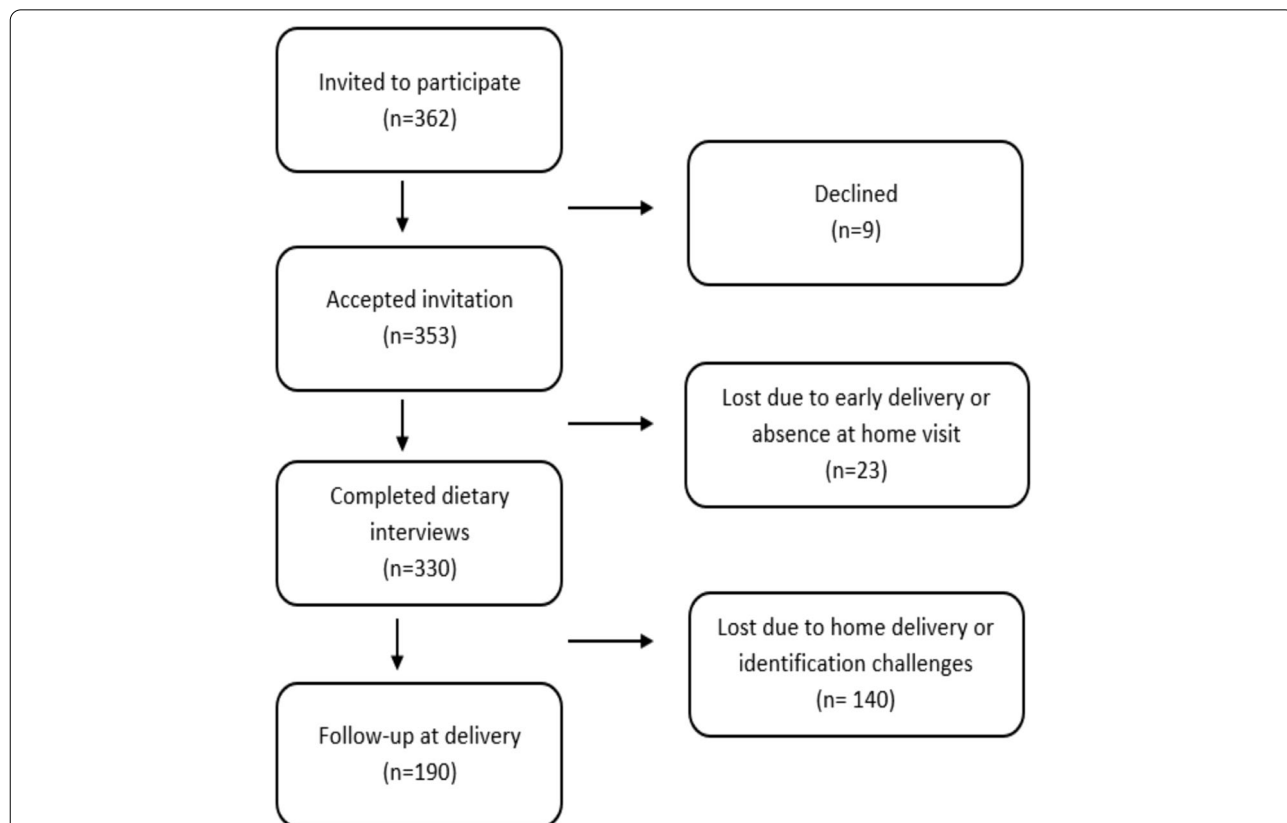 Invited to participate
(n=362)
Declined
(n=9)
Accepted invitation
(n=353)
Lost due to early delivery or
absence at home visit
(n=23)
Completed dietary
interviews
(n=330)
Lost due to home delivery or
identification challenges
(n= 140)
Follow-up at delivery
(n=190)